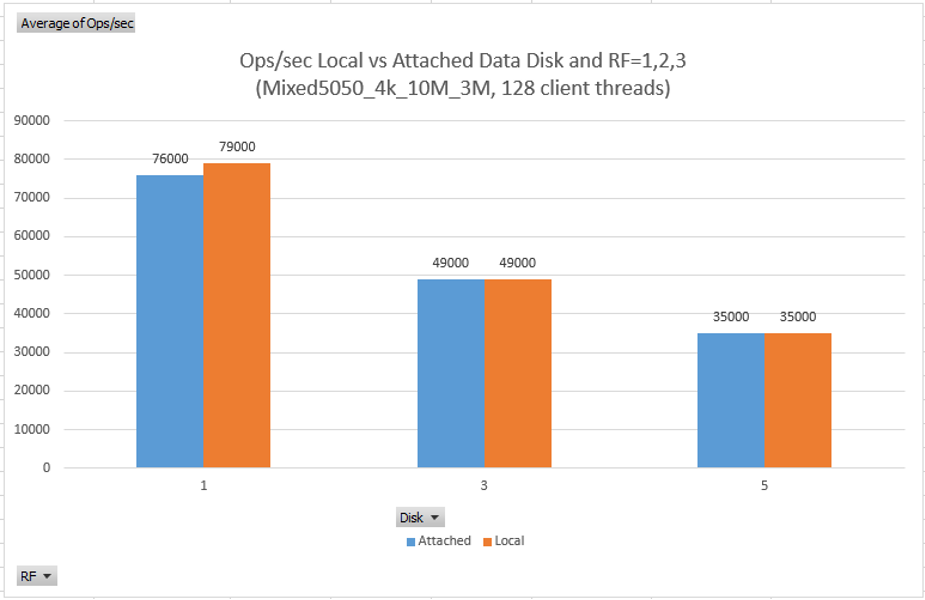 Average of Ops/sec
Ops/sec Local vs Attached Data Disk and RF=1,2,3
(Mixed5050_4k_10M_3M, 128 client threads)
90000
80000
70000
60000
50000
40000
30000
20000
10000
0
76000
79000
49000
49000
35000
35000
1
3
5
Disk
Attached
Local
RF